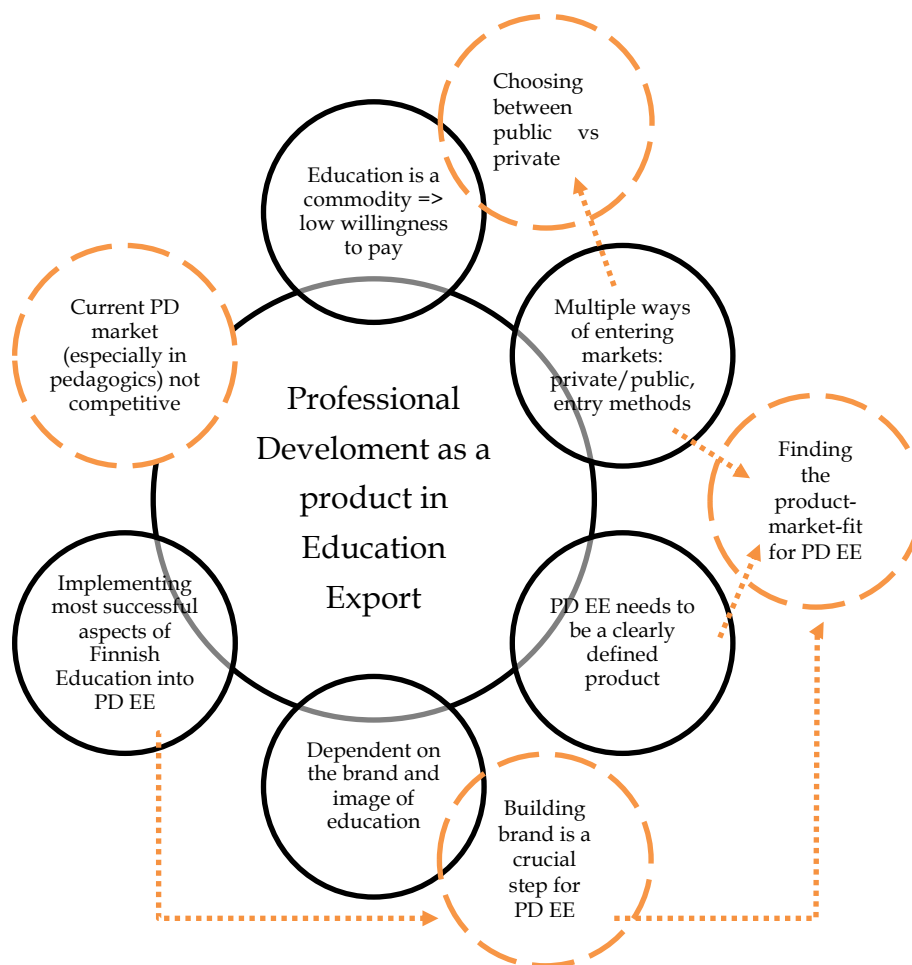 Choosing
between
public vs
private
Education is a
commodity =>
low willingness
to pay
Current PD
market
(especially in
pedagogics) not
competitive
Multiple ways
of entering
markets:
private/public,
entry methods
Professional
Develoment as a
product in
Education
Export
Finding
the
product-
market-fit
for PD EE
Implementing
most successful
aspects of
Finnish
Education into
PD EE
PD EE needs to
be a clearly
defined
product
Dependent on
the brand and
image of
education
Building
brand is a
crucial
step for
PD EE